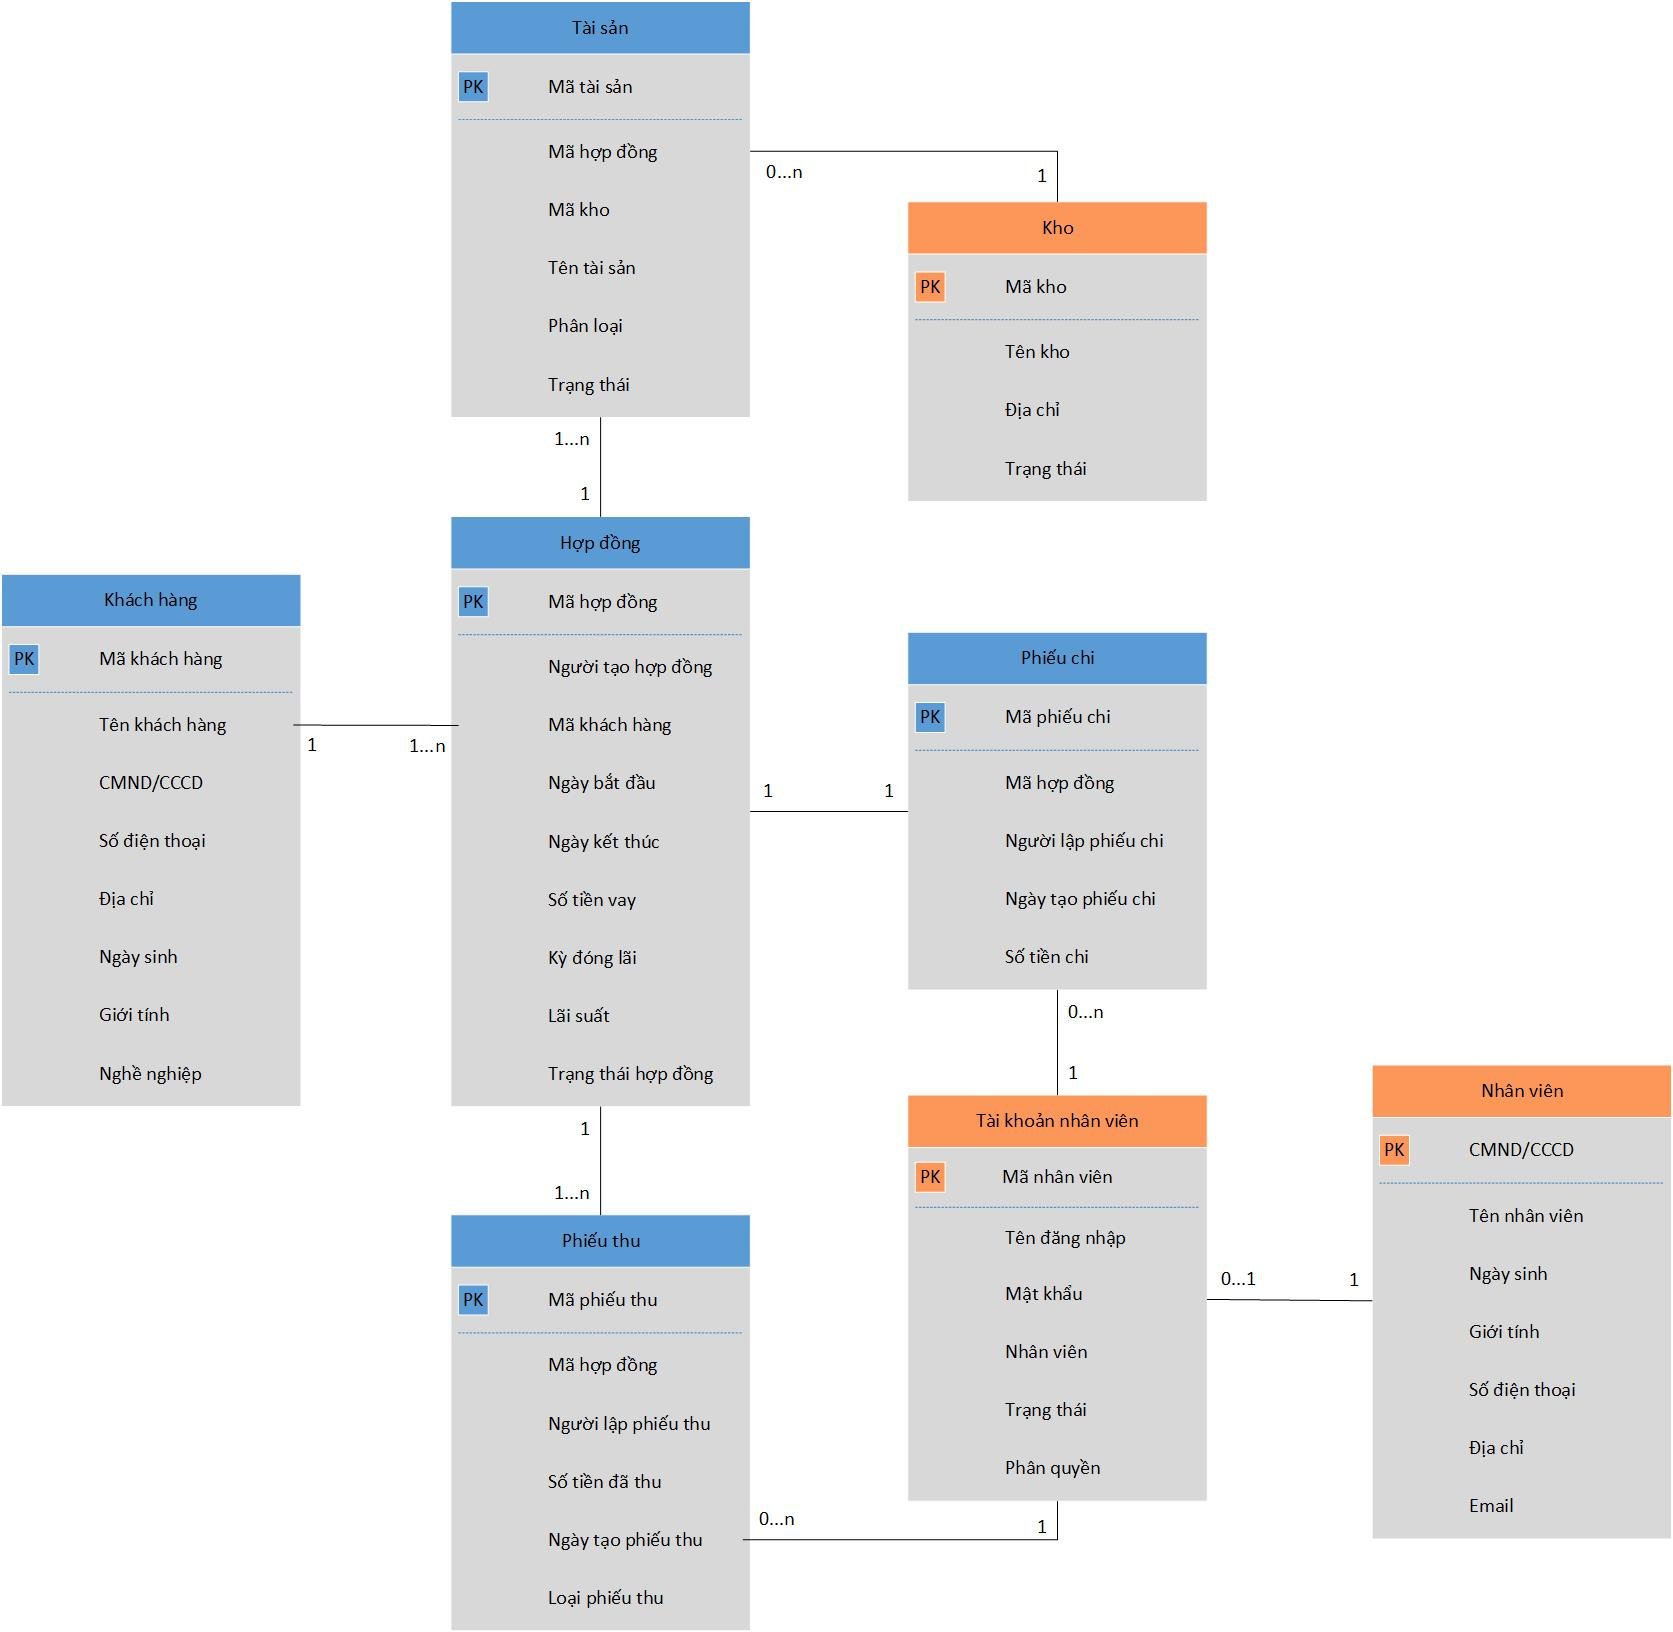 Tài sản
PK Mã tài sản
Mã hợp đồng
Mã kho
Tên tài sản
Phân loại
Trạng thái
0...n
1
Kho
PK Mã kho
Tên kho
Địa chỉ
Trạng thái
1...n
1
Hợp đồng
PK Mã hợp đồng
Người tạo hợp đồng
Mã khách hàng
Ngày bắt đầu
Ngày kết thúc
Số tiền vay
Kỳ đóng lãi
Lãi suất
Trạng thái hợp đồng
Khách hàng
PK Mã khách hàng
Tên khách hàng
CMND/CCCD
Số điện thoại
Địa chỉ
Ngày sinh
Giới tính
Nghề nghiệp
1
1...n
1
1
Phiếu chi
PK Mã phiếu chi
Mã hợp đồng
Người lập phiếu chi
Ngày tạo phiếu chi
Số tiền chi
0...n
1
1
1...n
Phiếu thu
PK Mã phiếu thu
Mã hợp đồng
Người lập phiếu thu
Số tiền đã thu
Ngày tạo phiếu thu
Loại phiếu thu
0...n
1
Tài khoản nhân viên
PK Mã nhân viên
Tên đăng nhập
Mật khẩu
Nhân viên
Trạng thái
Phân quyền
0...1
1
Nhân viên
PK CMND/CCCD
Tên nhân viên
Ngày sinh
Giới tính
Số điện thoại
Địa chỉ
Email